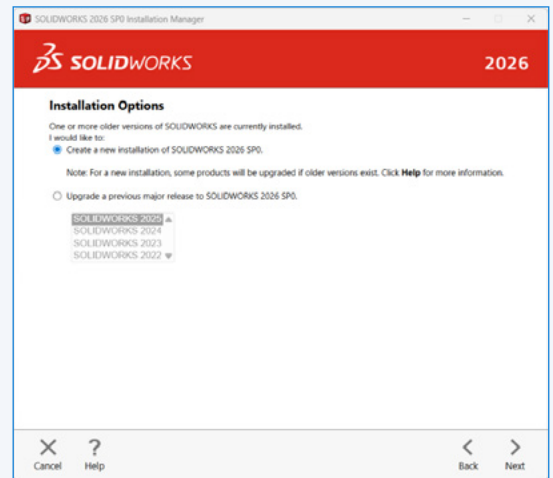 SOLIDWORKS 2026 SP0 Installation Manager
SOLIDWORKS
2026
Installation Options
One or more older versions of SOLIDWORKS are currently installed.
I would like to:
Create a new installation of SOLIDWORKS 2026 SP0.
Note: For a new installation, some products will be upgraded if older versions exist. Click Help for more information.
Upgrade a previous major release to SOLIDWORKS 2026 SP0.
SOLIDWORKS 2025
SOLIDWORKS 2024
SOLIDWORKS 2023
SOLIDWORKS 2022
Cancel
Help
Back
Next